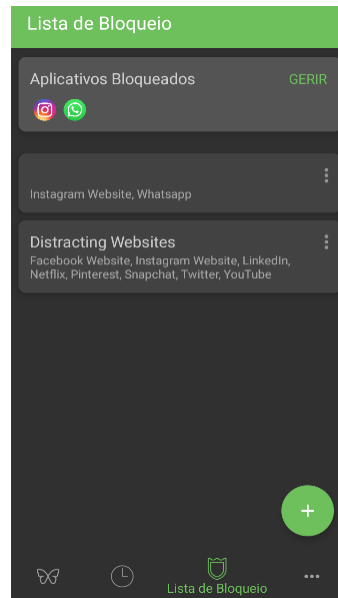 Lista de Bloqueio
Aplicativos Bloqueados
GERIR
Instagram Website, Whatsapp
Distracting Websites
Facebook Website, Instagram Website, LinkedIn,
Netflix, Pinterest, Snapchat, Twitter, YouTube
Lista de Bloqueio